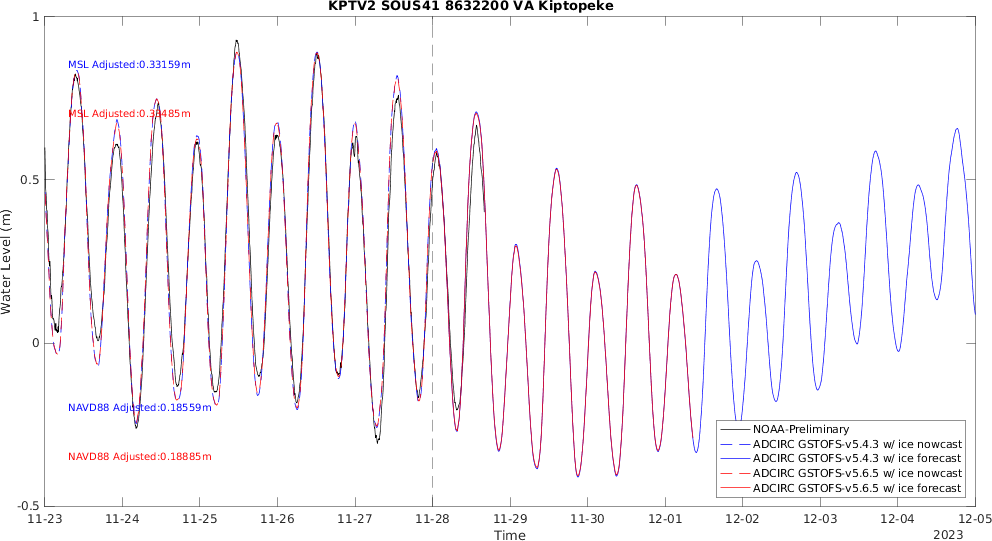 KPTV2 SOUS41 8632200 VA Kiptopeke
MSL Adjusted:0.33159m
MSL Adjusted:0.33485m
NAVD88 Adjusted:0.18559m
NAVD88 Adjusted:0.18885m
Water Level (m)
1
0.5
0
-0.5
NOAA-Preliminary
ADCIRC GSTOFS-v5.4.3 w/ ice nowcast
ADCIRC GSTOFS-v5.4.3 w/ ice forecast
ADCIRC GSTOFS-v5.6.5 w/ ice nowcast
ADCIRC GSTOFS-v5.6.5 w/ ice forecast
11-23 11-24 11-25 11-26 11-27 11-28 11-29 11-30 12-01 12-02 12-03 12-04 12-05
Time
2023